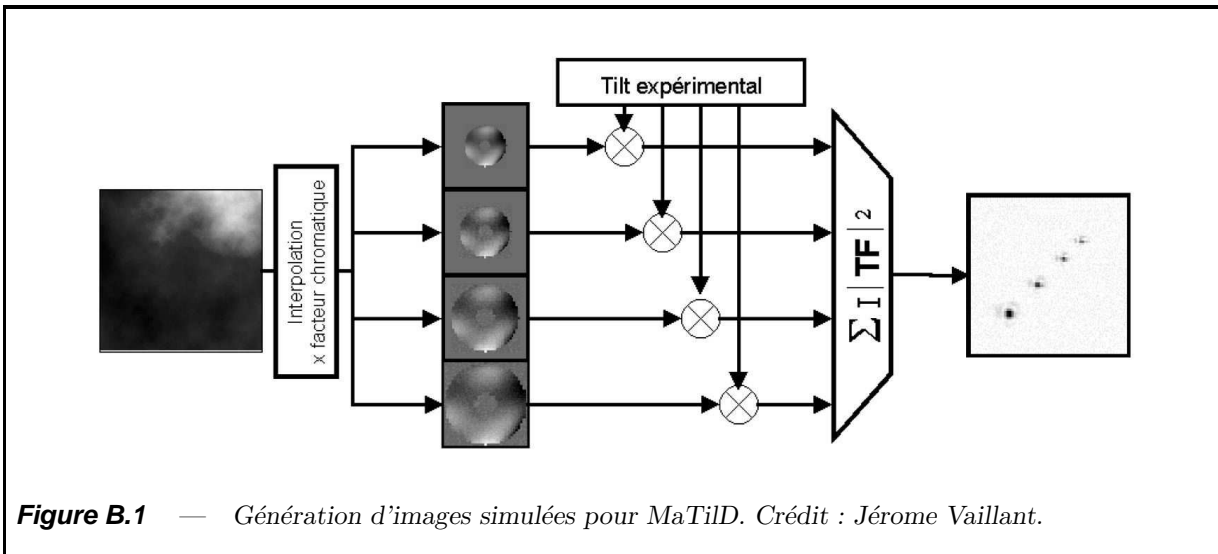 Tilt expérimental
Interpolation
x facteur chromatique
∑ I | TF | 2
Figure B.1 — Génération d'images simulées pour MaTilD. Crédit : Jérome Vaillant.